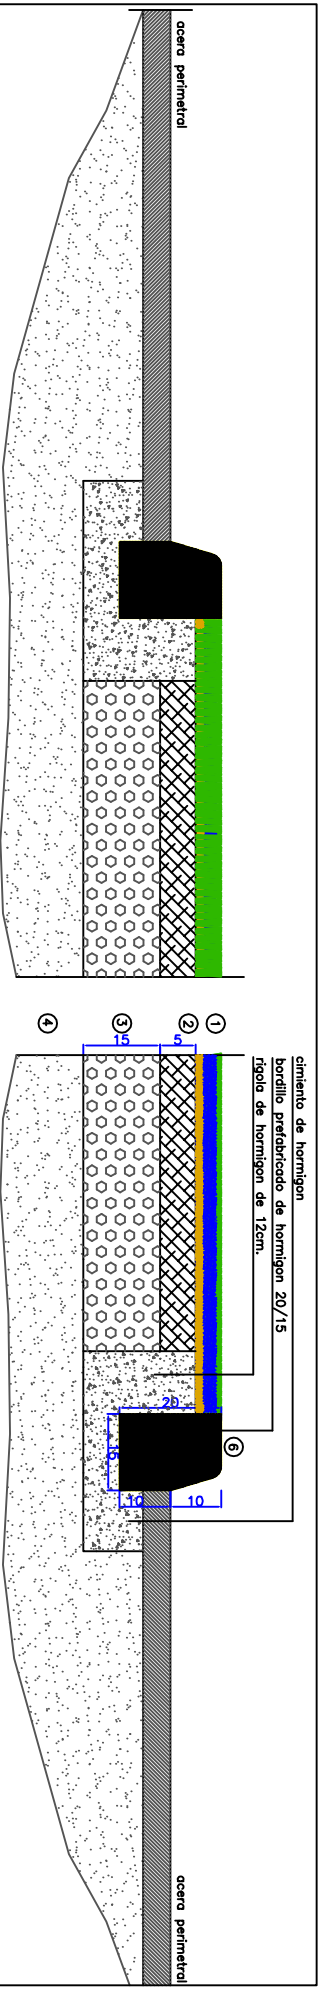 acera perimetral
cimiento de hormigon
bordillo prefabricado de hormigon 20/15
rigola de hormigon de 12cm.
1
2
3
4
5
15
6
20
15
10
10
acera perimetral